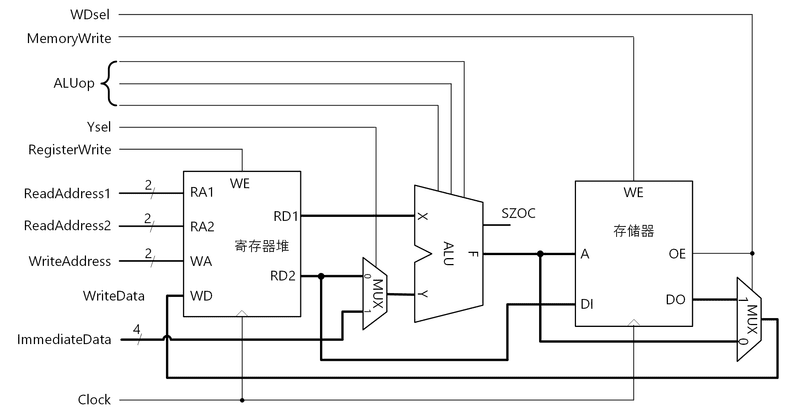 WDsel
MemoryWrite
ALUop
Ysel
RegisterWrite
ReadAddress1
2
ReadAddress2
2
WriteAddress
2
WriteData
ImmediateData
4
Clock
WE
RA1
RA2
WA
WD
RD1
寄存器堆
RD2
0
MUX
1
X
ALU
F
Y
SZOC
WE
存储器
A
OE
DI
DO
1
MUX
0